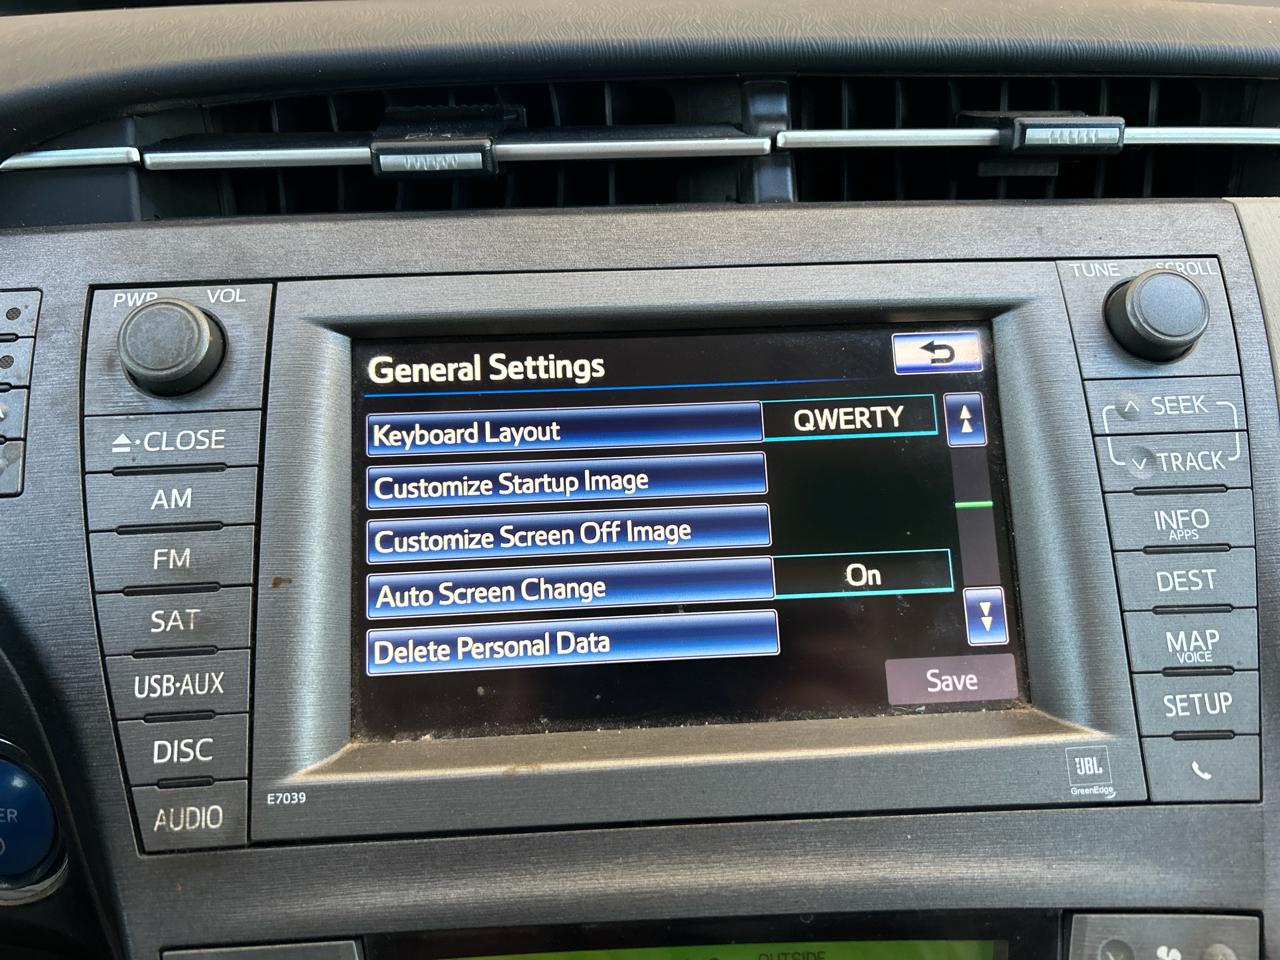 PWR VOL
TUNE SCROLL
General Settings
Keyboard Layout QWERTY
Customize Startup Image
Customize Screen Off Image
Auto Screen Change On
Delete Personal Data
Save
CLOSE
AM
FM
SAT
USB·AUX
DISC
AUDIO
SEEK
TRACK
INFO
APPS
DEST
MAP
VOICE
SETUP
E7039
JBL
GreenEdge
OUTSIDE